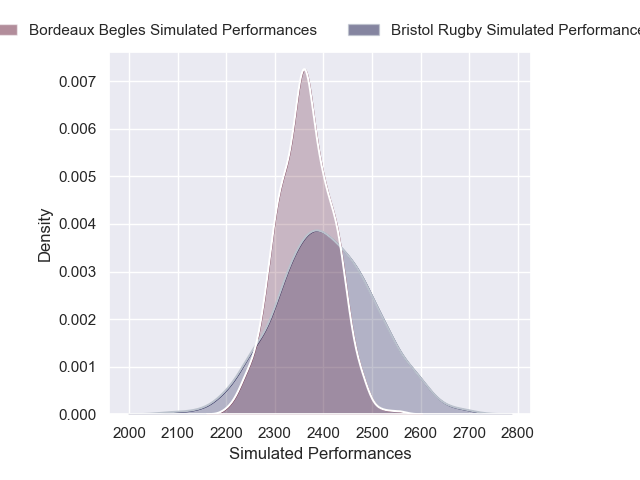 Bordeaux Begles Simulated Performances Bristol Rugby Simulated Performance
0.007
0.006
0.005
0.004
0.003
0.002
0.001
0.000
Density
2000 2100 2200 2300 2400 2500 2600 2700 2800
Simulated Performances